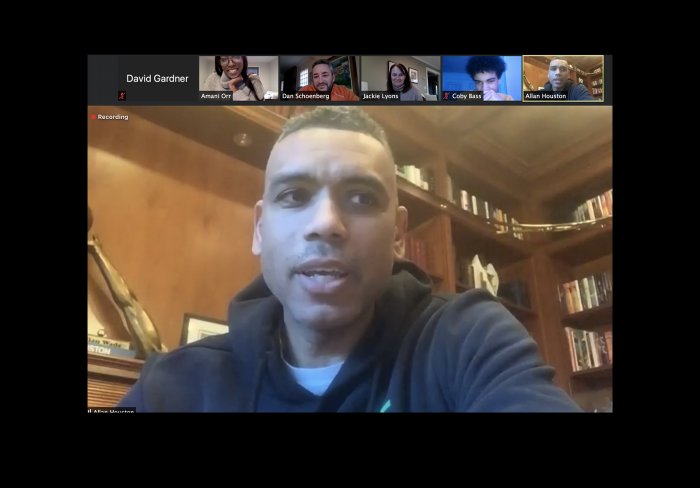 David Gardner
Amani Orr
Dan Schoenberg
Jackie Lyons
Coby Bass
Allan Houston
Recording
Allan Houston